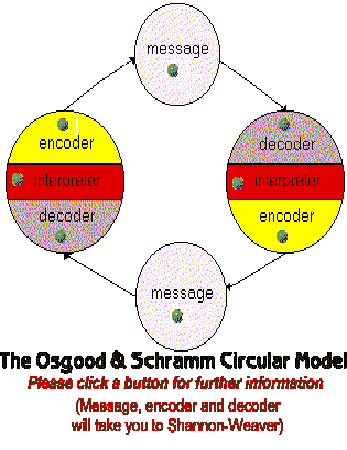 message
encoder
interpreter
decoder
decoder
interpreter
encoder
message
The Osgood & Schramm Circular Model
Please click a button for further information
(Message, encoder and decoder
will take you to Shannon-Weaver)